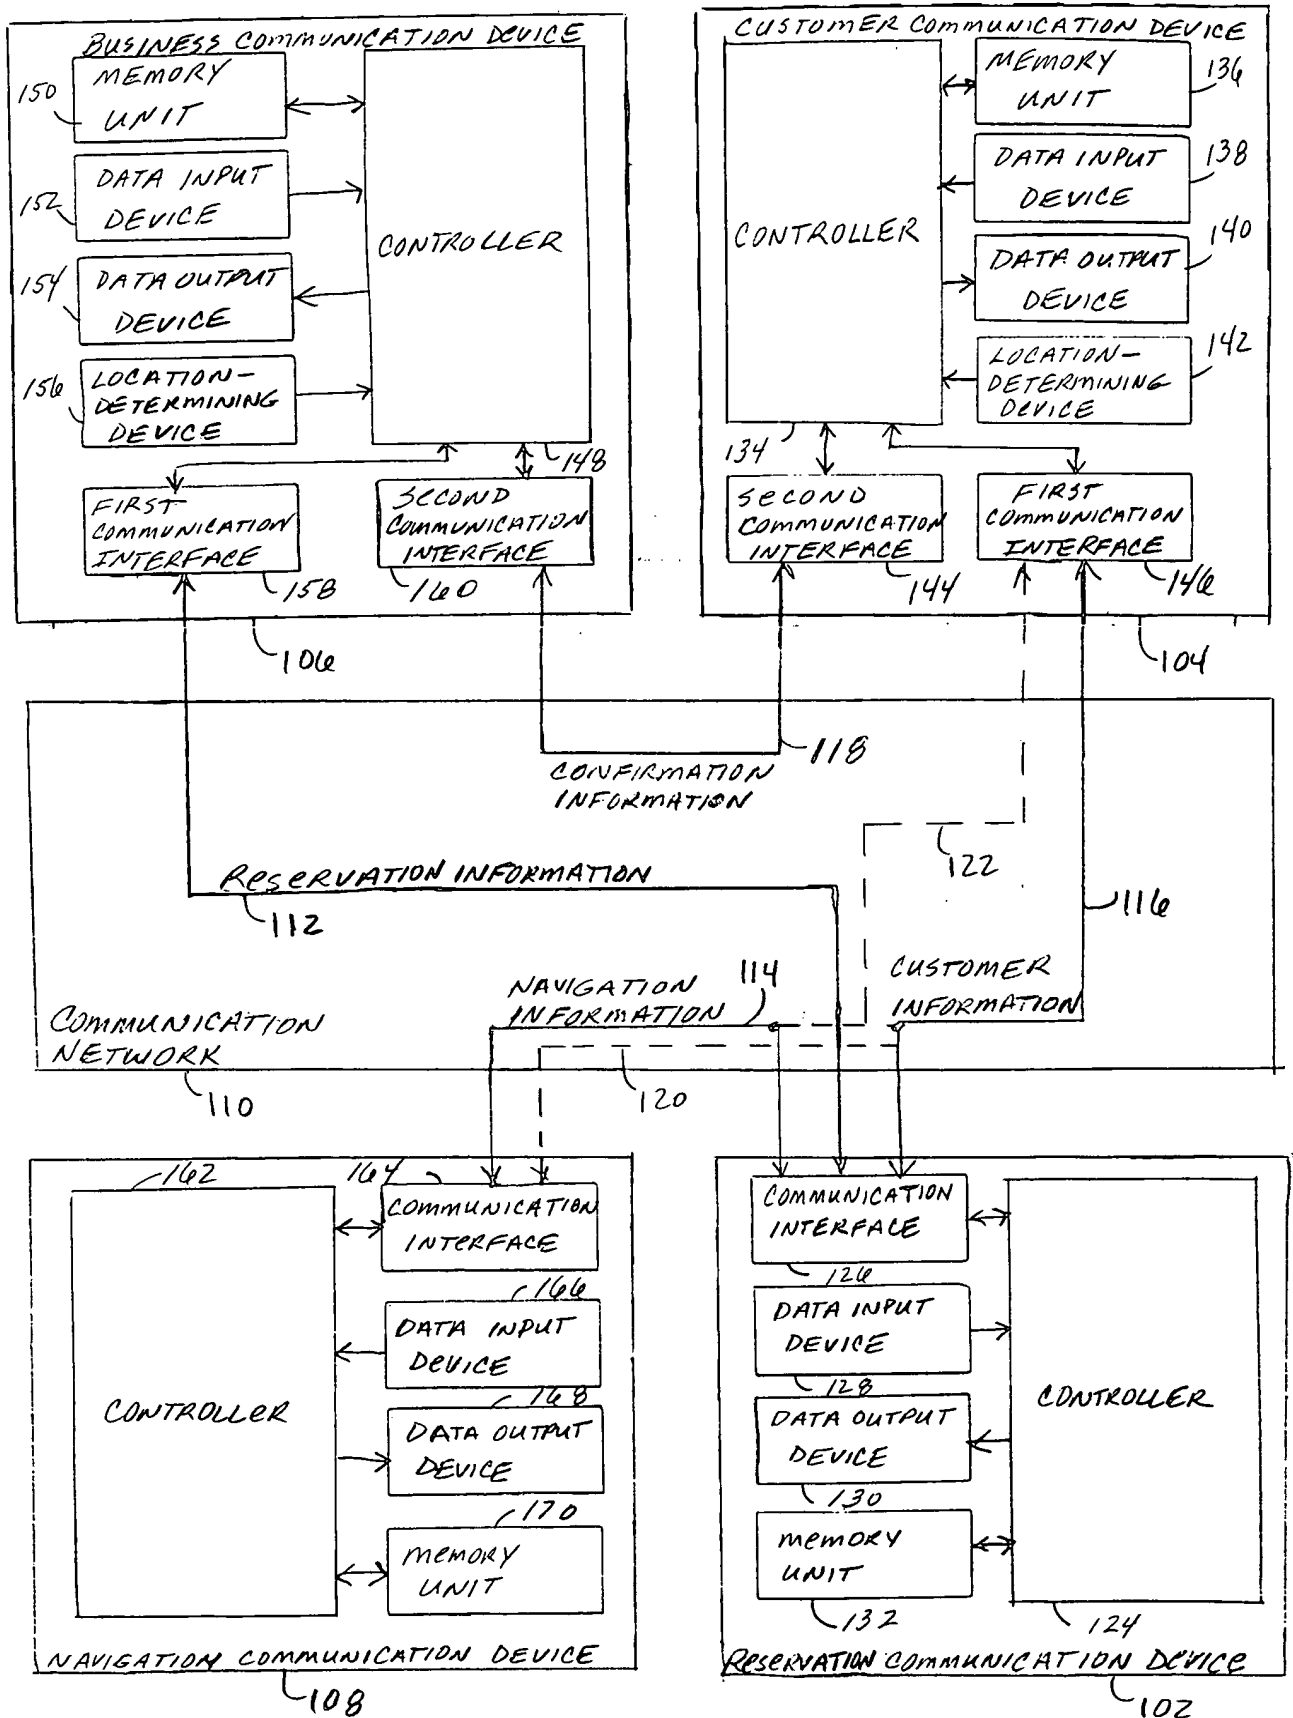 BUSINESS COMMUNICATION DEVICE
MEMORY
UNIT
150
DATA INPUT
DEVICE
152
DATA OUTPUT
DEVICE
154
LOCATION-
DETERMINING
DEVICE
156
CONTROLLER
148
FIRST
COMMUNICATION
INTERFACE
158
SECOND
COMMUNICATION
INTERFACE
160
106
CUSTOMER COMMUNICATION DEVICE
CONTROLLER
134
MEMORY
UNIT
136
DATA INPUT
DEVICE
138
DATA OUTPUT
DEVICE
140
LOCATION-
DETERMINING
DEVICE
142
SECOND
COMMUNICATION
INTERFACE
144
FIRST
COMMUNICATION
INTERFACE
146
104
118
CONFIRMATION
INFORMATION
122
RESERVATION INFORMATION
112
116
NAVIGATION
INFORMATION
114
CUSTOMER
INFORMATION
COMMUNICATION
NETWORK
110
120
162
164
COMMUNICATION
INTERFACE
166
DATA INPUT
DEVICE
168
CONTROLLER
DATA OUTPUT
DEVICE
170
MEMORY
UNIT
NAVIGATION COMMUNICATION DEVICE
108
COMMUNICATION
INTERFACE
126
DATA INPUT
DEVICE
128
DATA OUTPUT
DEVICE
130
MEMORY
UNIT
132
CONTROLLER
124
RESERVATION COMMUNICATION DEVICE
102